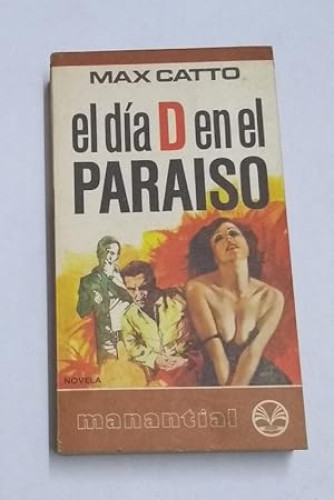 MAX CATTO
el día D en el
PARAISO
NOVELA
manantial